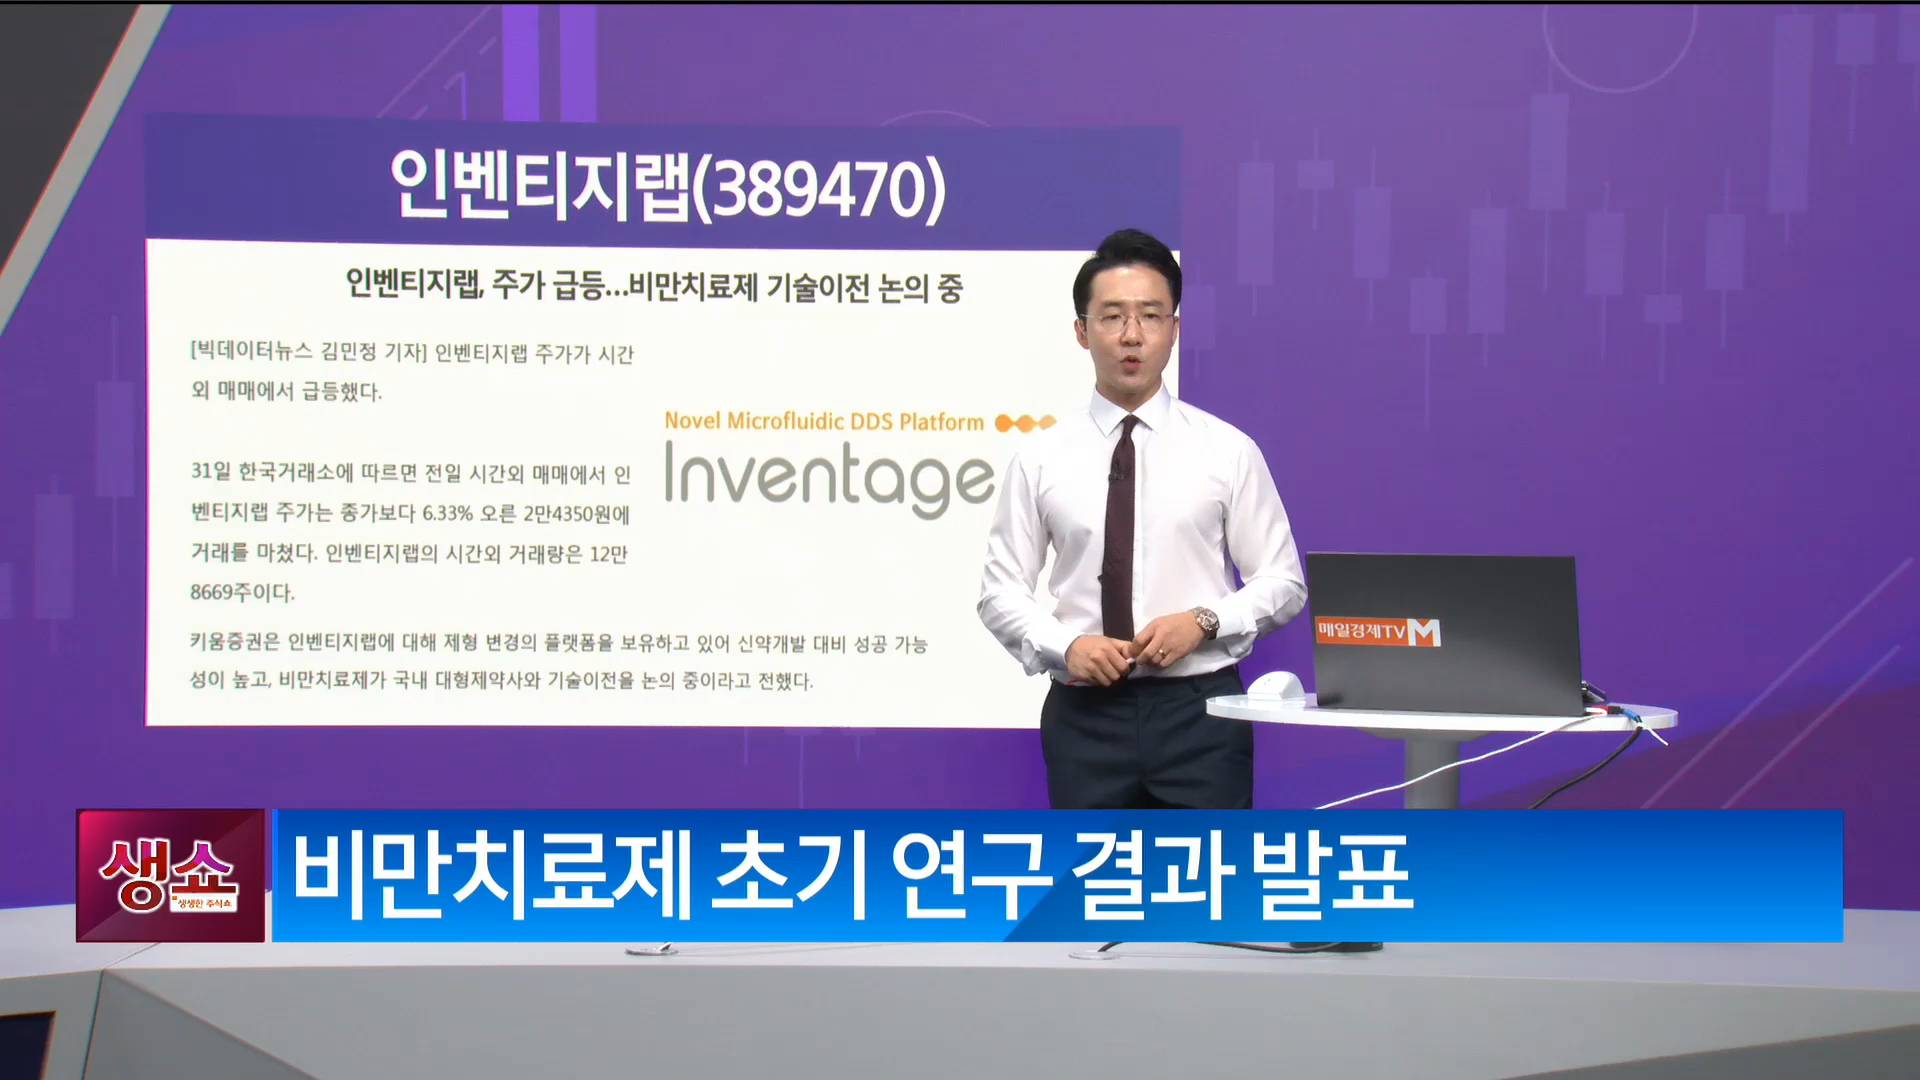 인벤티지랩(389470)
인벤티지랩, 주가 급등...비만치료제 기술이전 논의 중
[빅데이터뉴스 김민정 기자] 인벤티지랩 주가가 시간
외 매매에서 급등했다.
31일 한국거래소에 따르면 전일 시간외 매매에서 인
벤티지랩 주가는 종가보다 6.33% 오른 2만4350원에
거래를 마쳤다. 인벤티지랩의 시간외 거래량은 12만
8669주이다.
Novel Microfluidic DDS Platform
Inventage
키움증권은 인벤티지랩에 대해 제형 변경의 플랫폼을 보유하고 있어 신약개발 대비 성공 가능
성이 높고, 비만치료제가 국내 대형제약사와 기술이전을 논의 중이라고 전했다.
매일경제TV M
생쇼
생생한 주식쇼
비만치료제 초기 연구 결과 발표